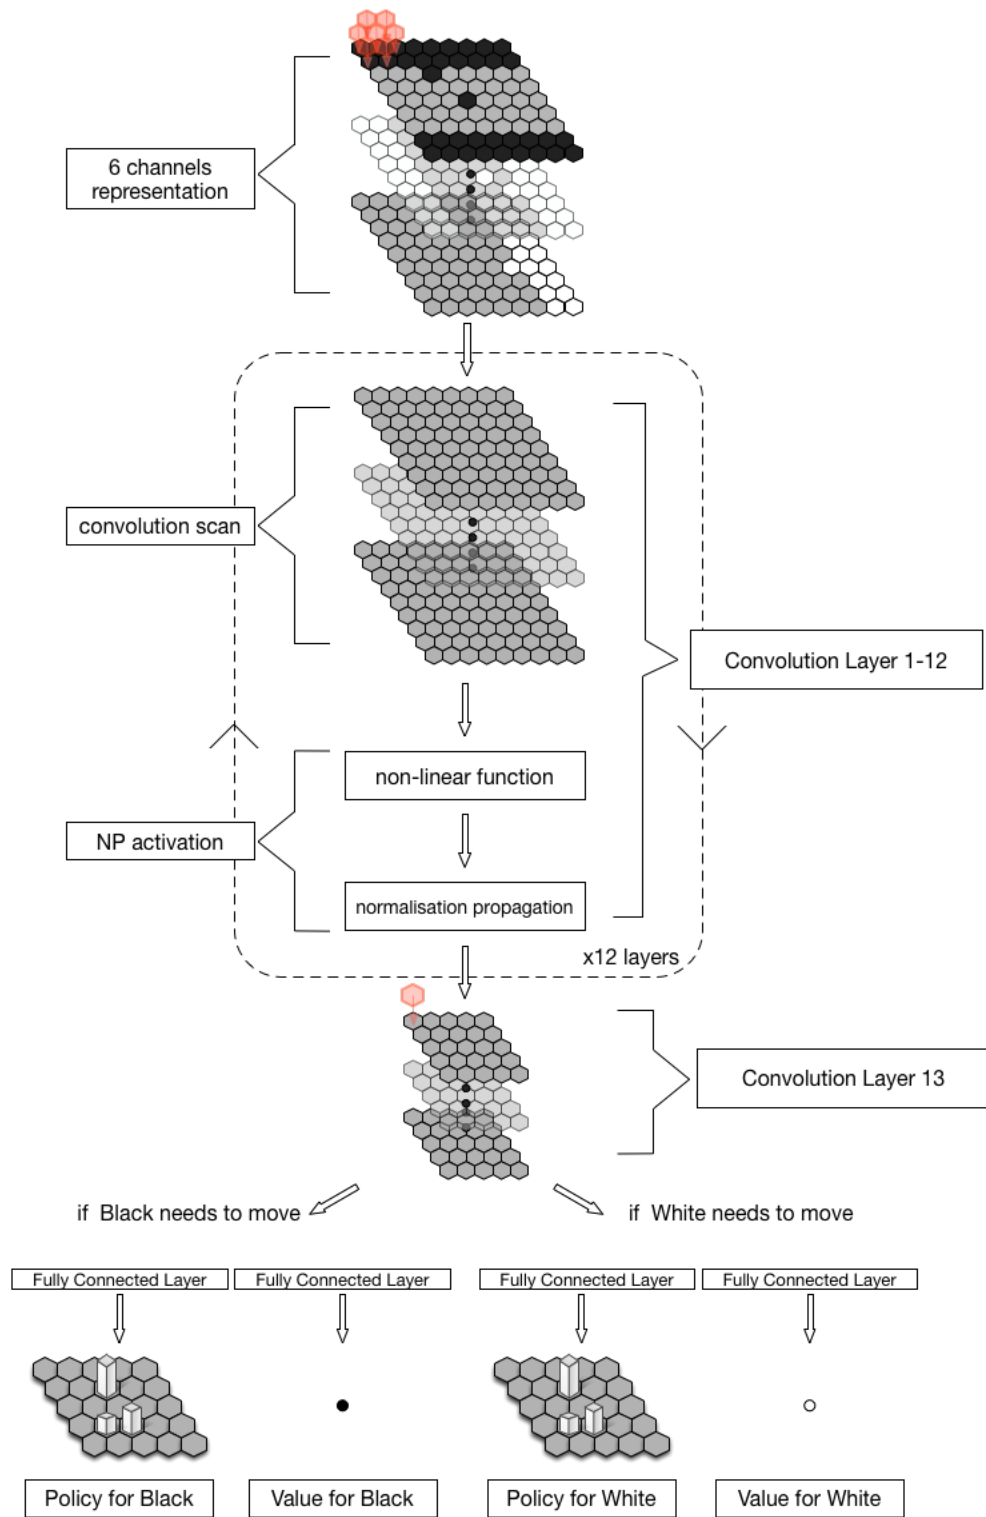 6 channels
representation
convolution scan
Convolution Layer 1-12
non-linear function
NP activation
normalisation propagation
x12 layers
Convolution Layer 13
if Black needs to move
if White needs to move
Fully Connected Layer
Fully Connected Layer
Fully Connected Layer
Fully Connected Layer
Policy for Black
Value for Black
Policy for White
Value for White